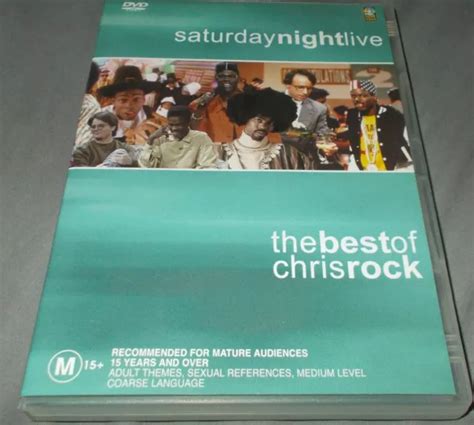 DVD
saturdaynightlive
thebestof
chrisrock
M 15+
RECOMMENDED FOR MATURE AUDIENCES
15 YEARS AND OVER
ADULT THEMES, SEXUAL REFERENCES, MEDIUM LEVEL
COARSE LANGUAGE